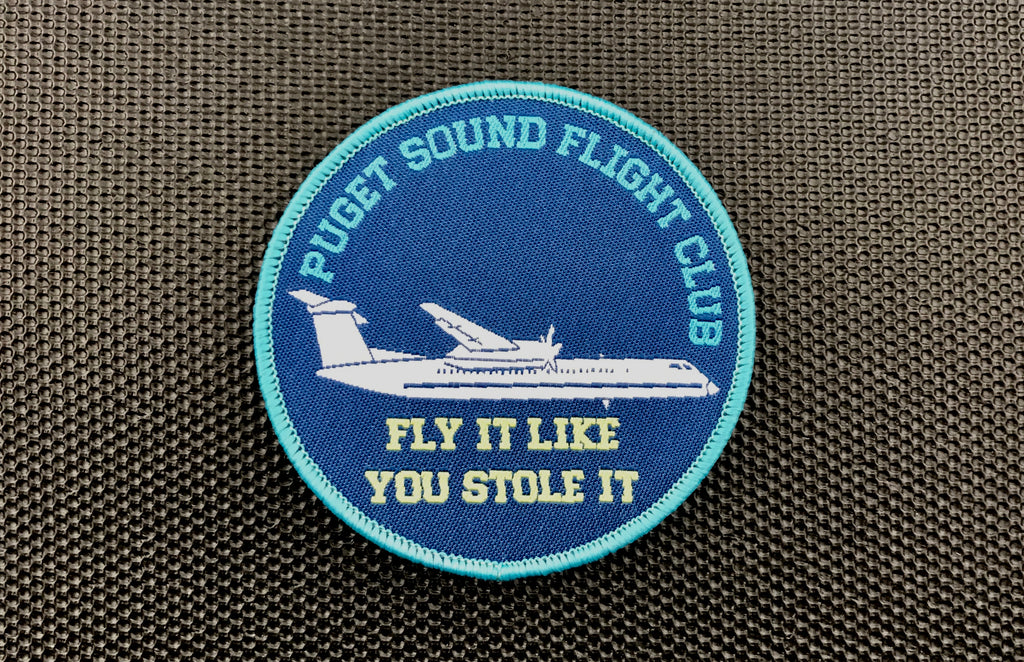 PUGET SOUND FLIGHT CLUB
FLY IT LIKE
YOU STOLE IT